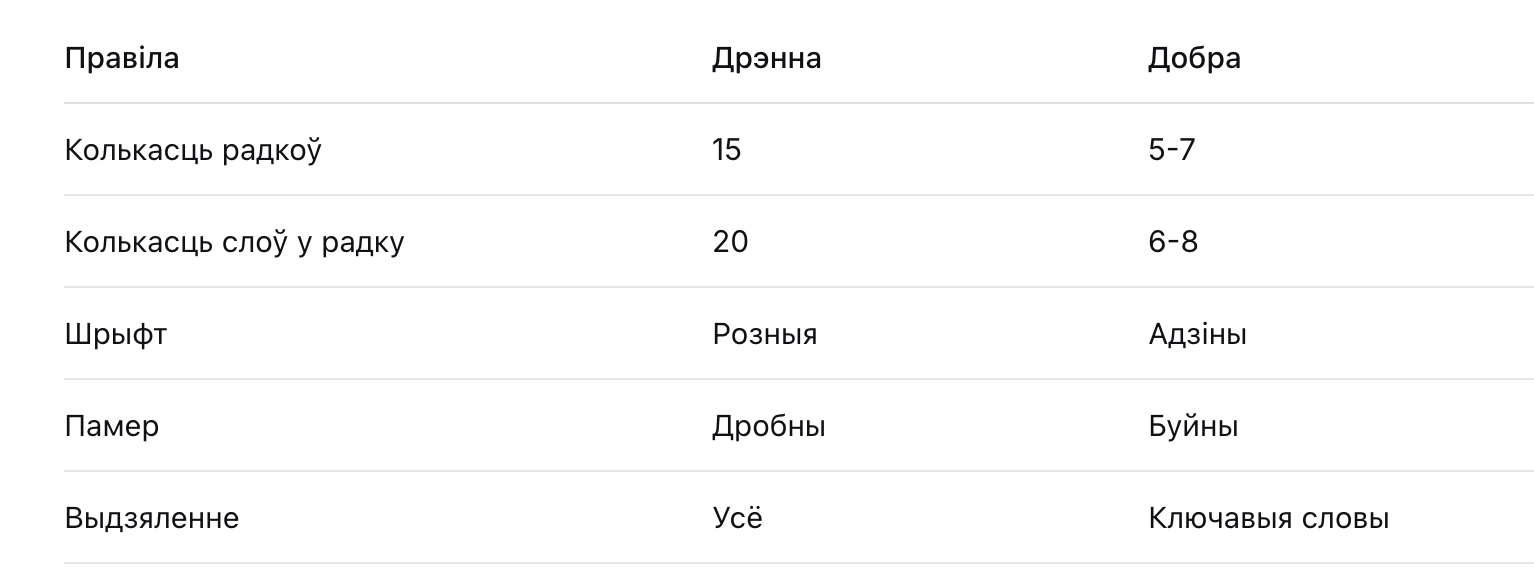 Правіла Дрэнна Добра
Колькасць радкоў 15 5-7
Колькасць слоў у радку 20 6-8
Шрыфт Розныя Адзіны
Памер Дробны Буйны
Выдзяленне Усё Ключавыя словы